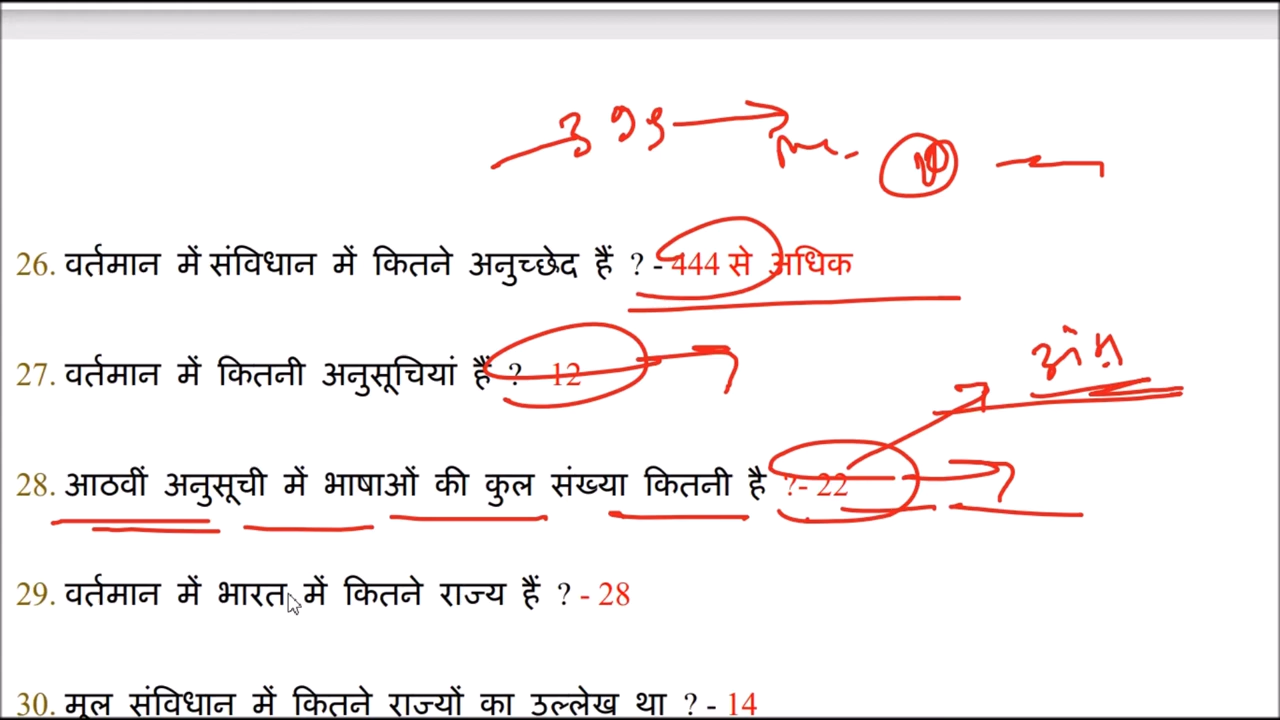 395
26. वर्तमान में संविधान में कितने अनुच्छेद हैं ? - 444 से अधिक
27. वर्तमान में कितनी अनुसूचियां हैं ? 12
28. आठवीं अनुसूची में भाषाओं की कुल संख्या कितनी है ?- 22
29. वर्तमान में भारत में कितने राज्य हैं ? - 28
30. मूल संविधान में कितने राज्यों का उल्लेख था ? - 14